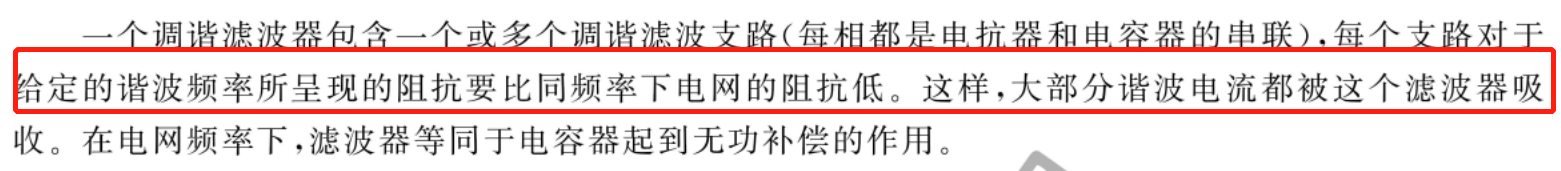 一个调谐滤波器包含一个或多个调谐滤波支路(每相都是电抗器和电容器的串联),每个支路对于
给定的谐波频率所呈现的阻抗要比同频率下电网的阻抗低。这样,大部分谐波电流都被这个滤波器吸
收。在电网频率下,滤波器等同于电容器起到无功补偿的作用。